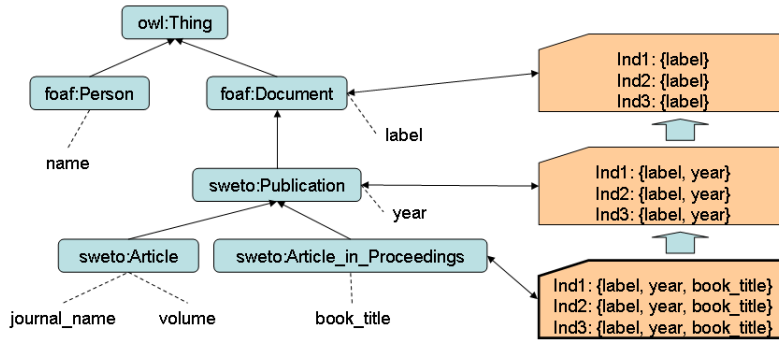 owl:Thing
foaf:Person
foaf:Document
name
label
sweto:Publication
year
sweto:Article
sweto:Article_in_Proceedings
journal_name
volume
book_title
Ind1: {label}
Ind2: {label}
Ind3: {label}
Ind1: {label, year}
Ind2: {label, year}
Ind3: {label, year}
Ind1: {label, year, book_title}
Ind2: {label, year, book_title}
Ind3: {label, year, book_title}